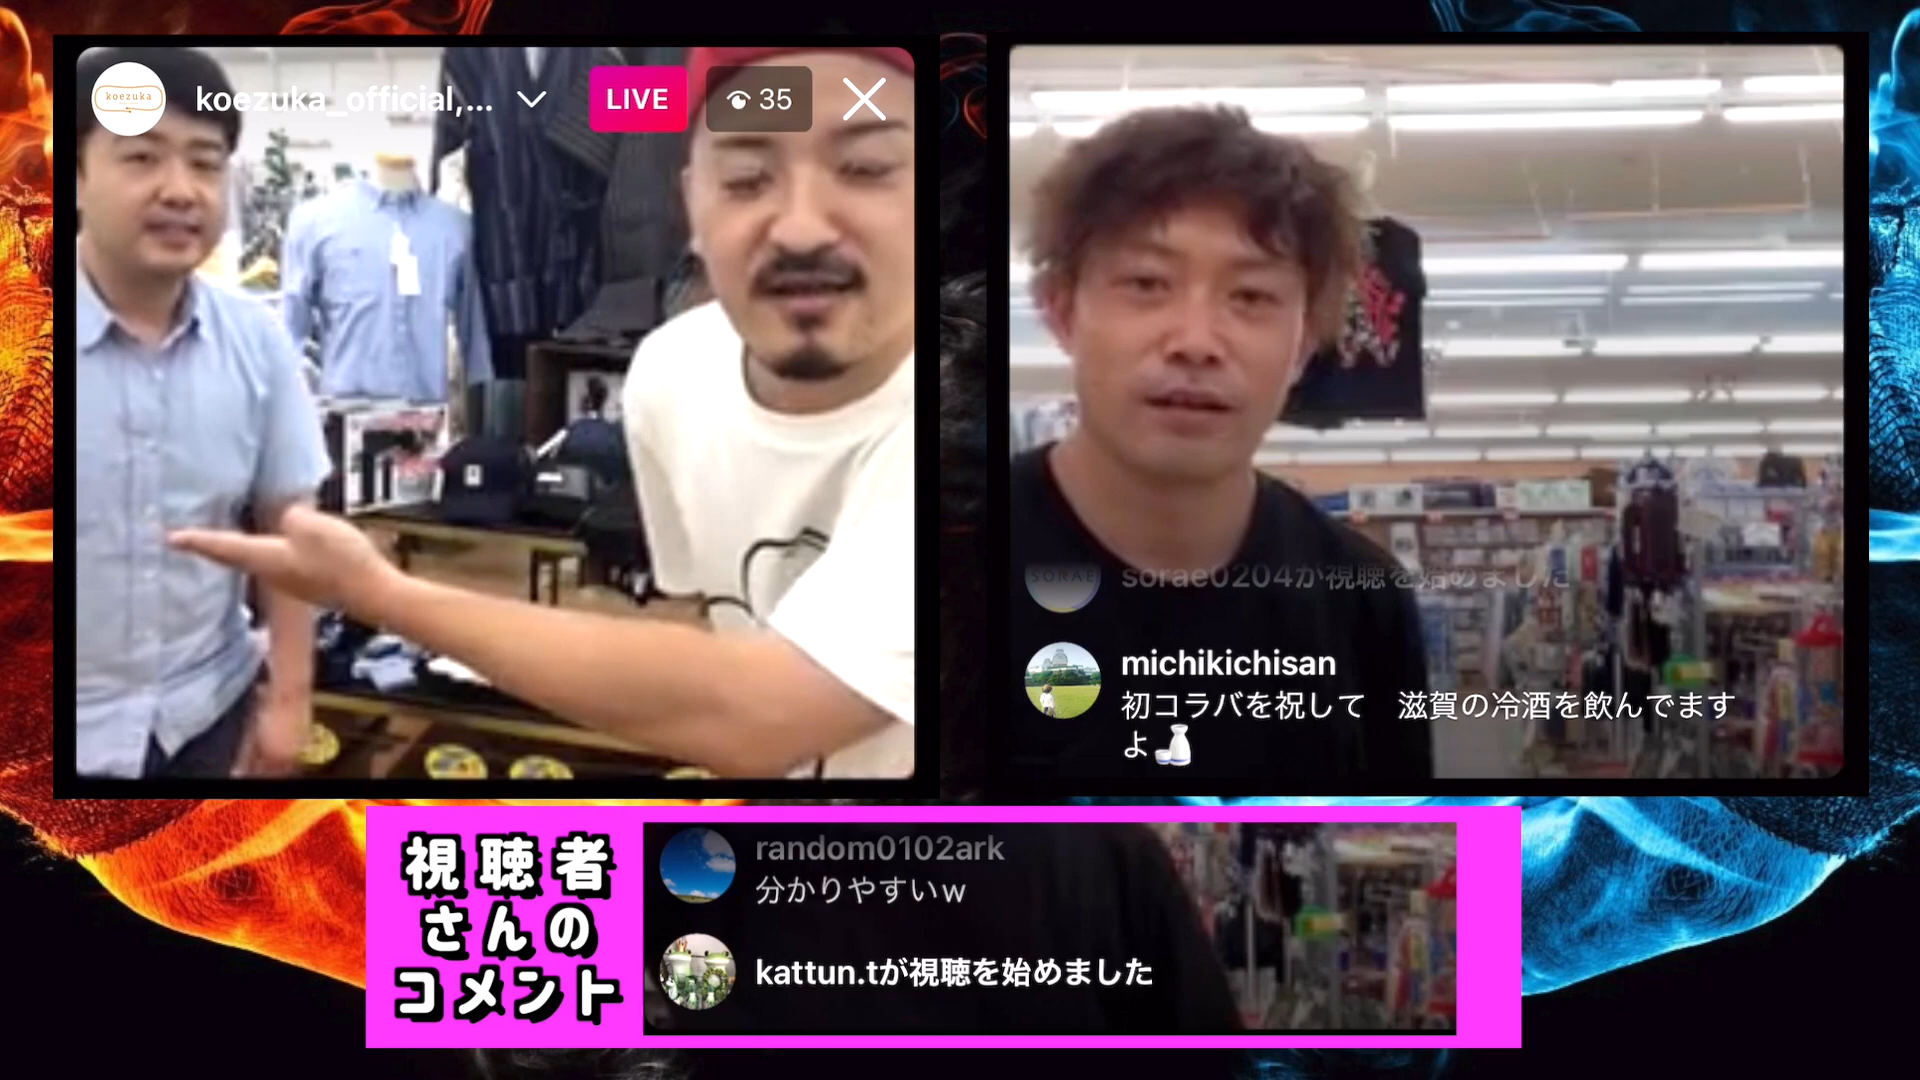 koezuka
koezuka_official,...
LIVE
35
SORAE
sorae0204が視聴を始めました
michikichisan
初コラバを祝して 滋賀の冷酒を飲んでます
よ🍶
視聴者
さんの
コメント
random0102ark
分かりやすいw
kattun.tが視聴を始めました